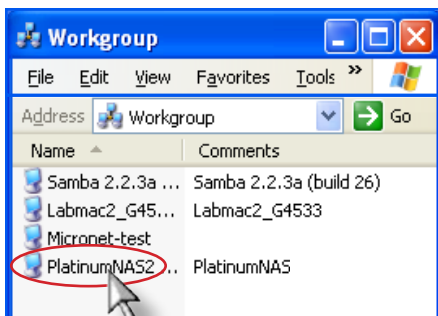 Workgroup
File Edit View Favorites Tools »
Address Workgroup Go
Name Comments
Samba 2.2.3a ... Samba 2.2.3a (build 26)
Labmac2_G45... Labmac2_G4533
Micronet-test
PlatinumNAS2 ... PlatinumNAS